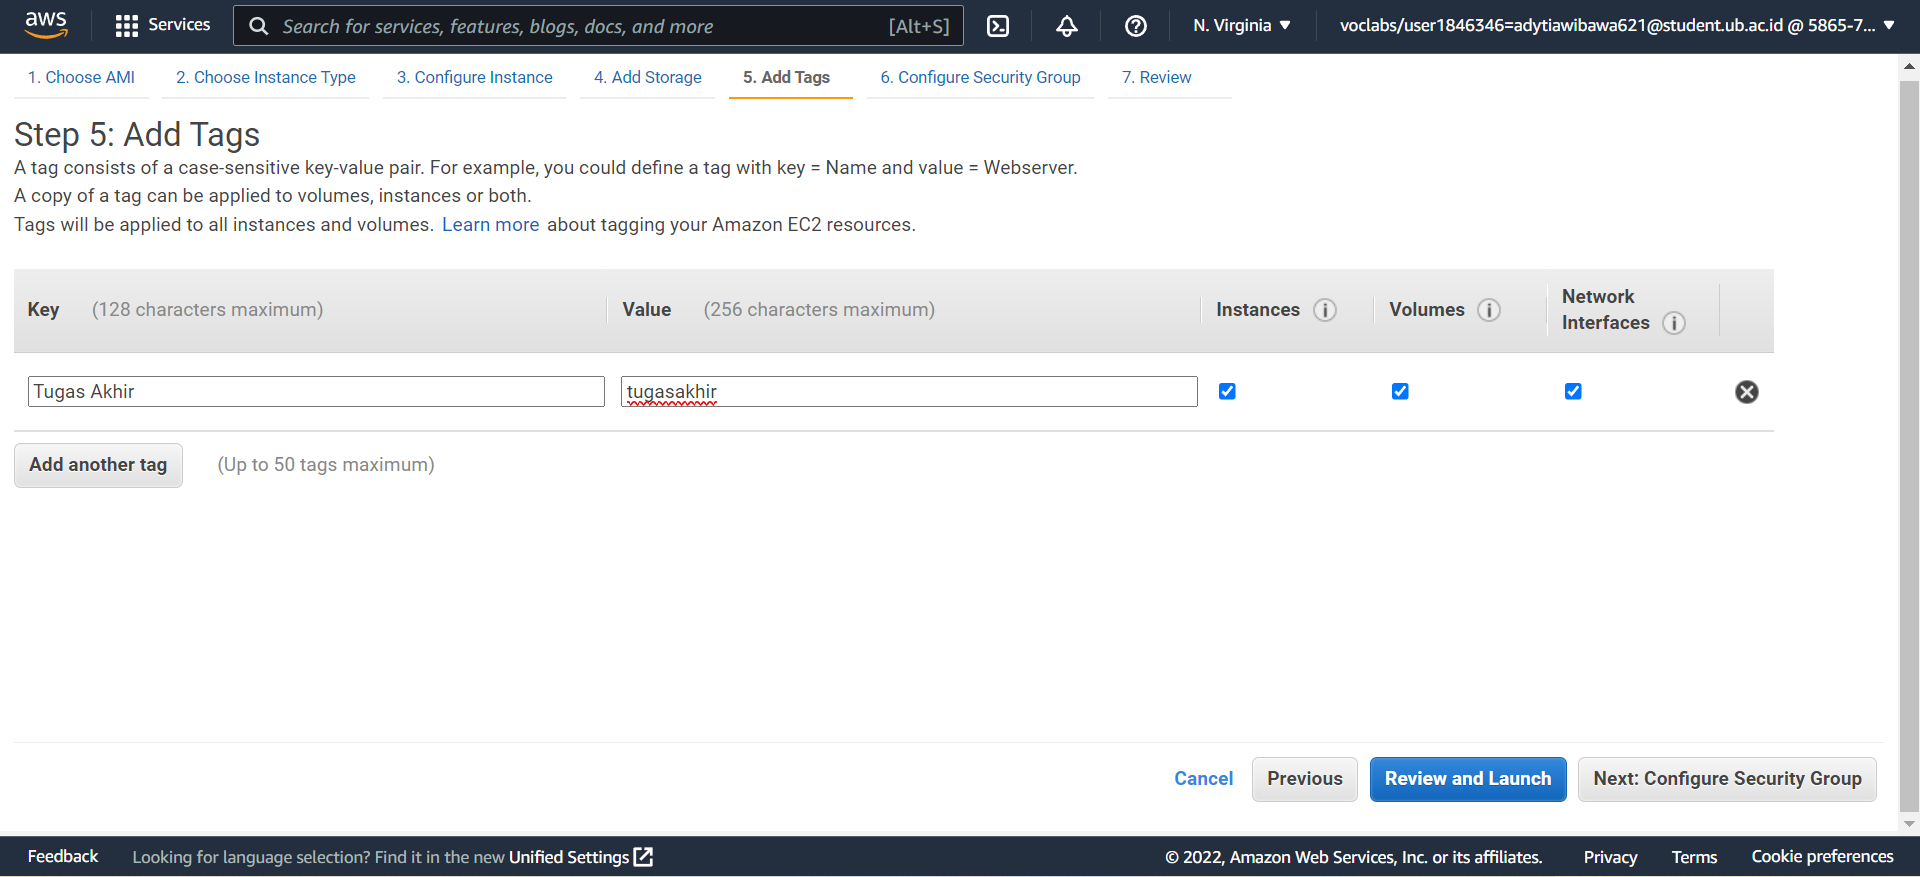 aws
Services
Search for services, features, blogs, docs, and more
[Alt+S]
N. Virginia
voclabs/user1846346=adytiawibawa621@student.ub.ac.id @ 5865-7...
1. Choose AMI
2. Choose Instance Type
3. Configure Instance
4. Add Storage
5. Add Tags
6. Configure Security Group
7. Review
Step 5: Add Tags
A tag consists of a case-sensitive key-value pair. For example, you could define a tag with key = Name and value = Webserver.
A copy of a tag can be applied to volumes, instances or both.
Tags will be applied to all instances and volumes. Learn more about tagging your Amazon EC2 resources.
Key (128 characters maximum)
Value (256 characters maximum)
Instances
Volumes
Network
Interfaces
Tugas Akhir
tugasakhir
Add another tag
(Up to 50 tags maximum)
Cancel
Previous
Review and Launch
Next: Configure Security Group
Feedback
Looking for language selection? Find it in the new Unified Settings
© 2022, Amazon Web Services, Inc. or its affiliates.
Privacy
Terms
Cookie preferences